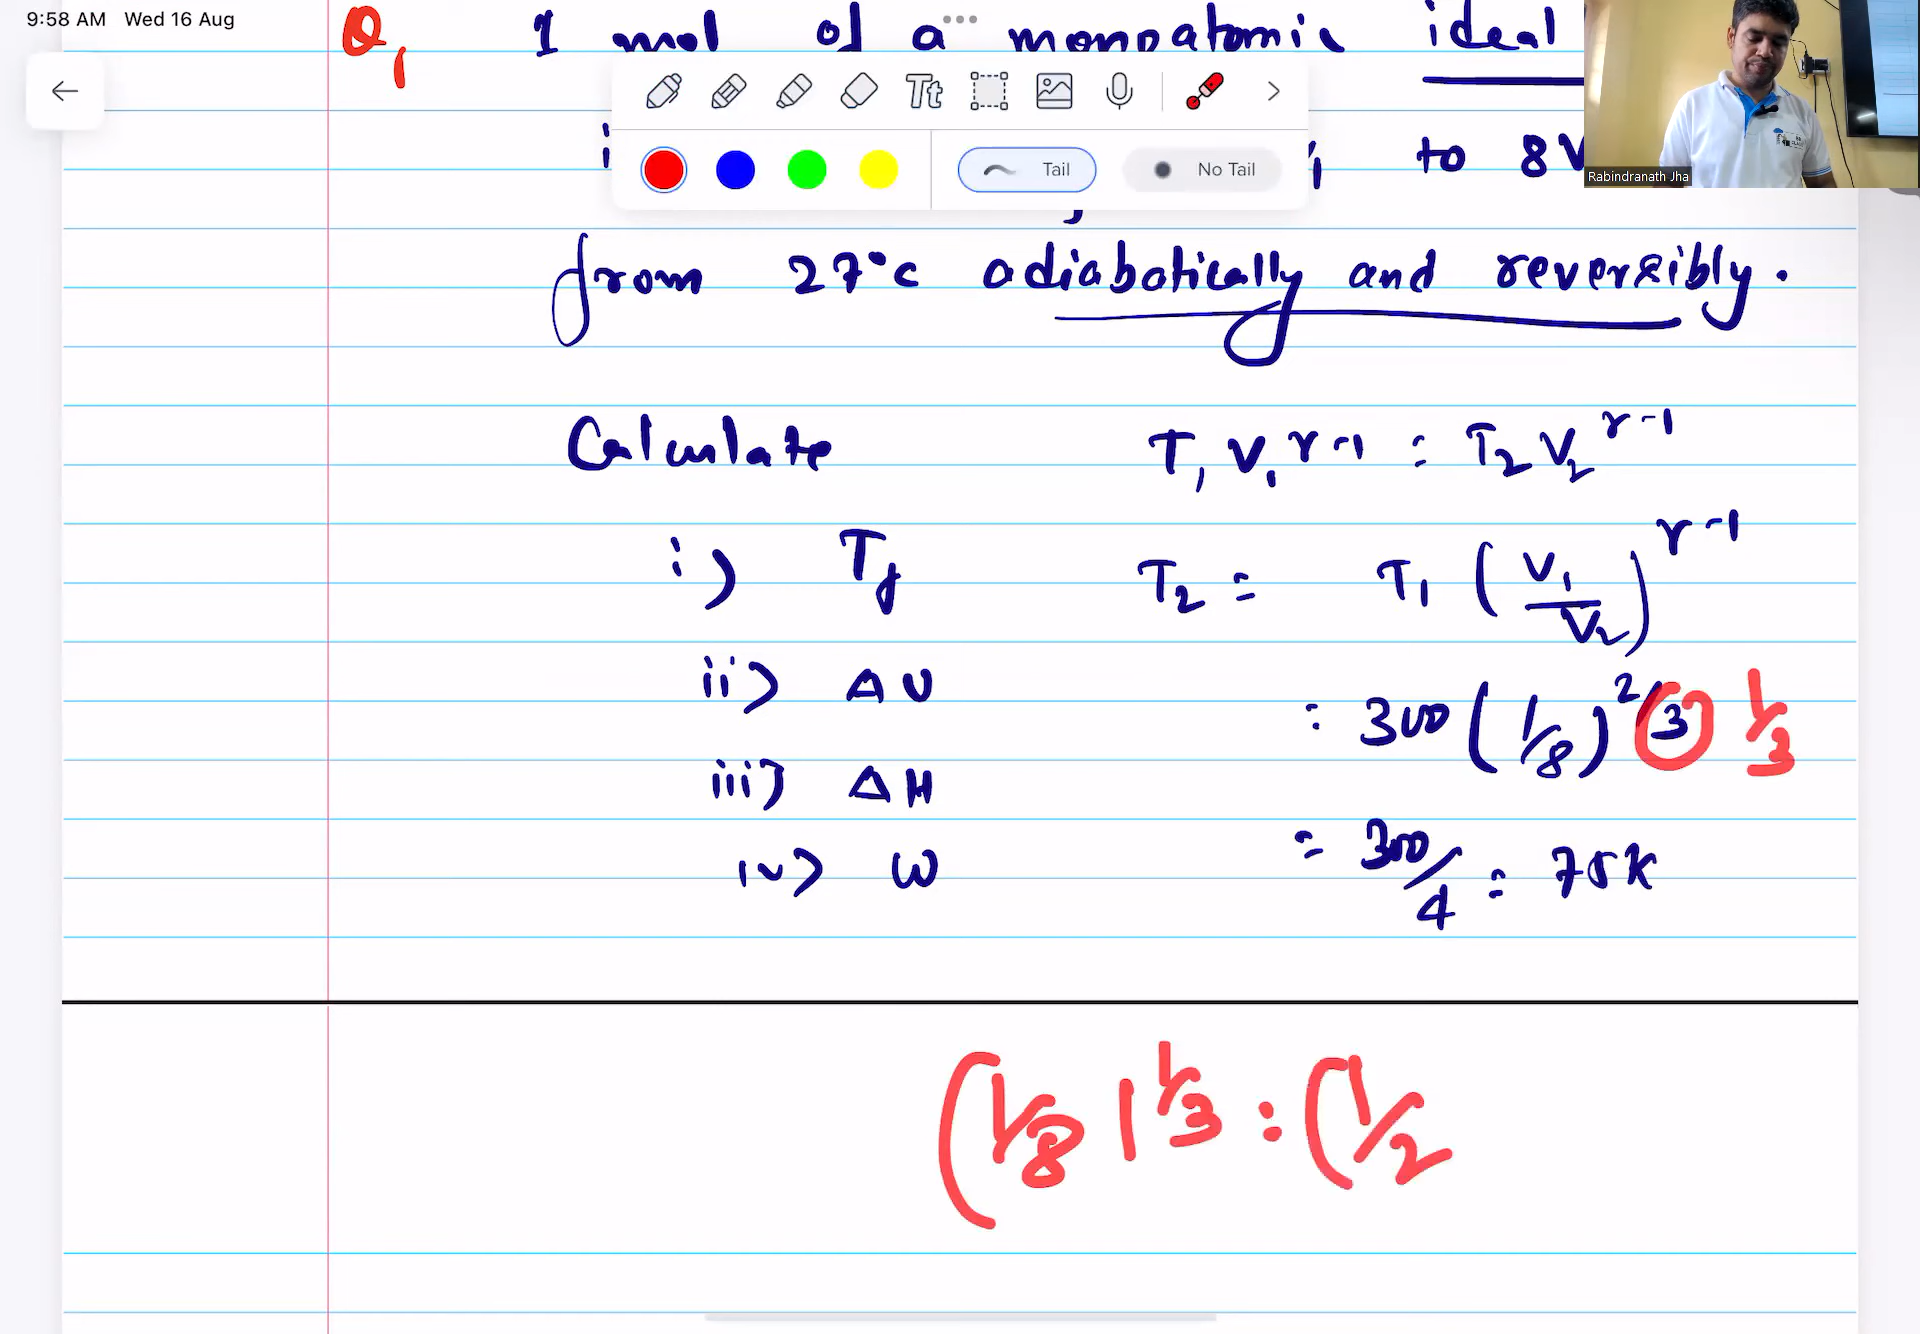 9:58 AM Wed 16 Aug
Q1 1 mol of a monoatomic ideal
to 8V
from 27°C adiabatically and reversibly.
Calculate
T₁V₁^γ-1 = T₂V₂^γ-1
i) Tf
T₂ = T₁(V₁/V₂)^γ-1
ii) ΔU
= 300(1/8)^2/3 1/3
iii) ΔH
iv) W
= 300/4 = 75K
(1/8)^1/3 = (1/2
Tt
Tail
No Tail
Rabindranath Jha